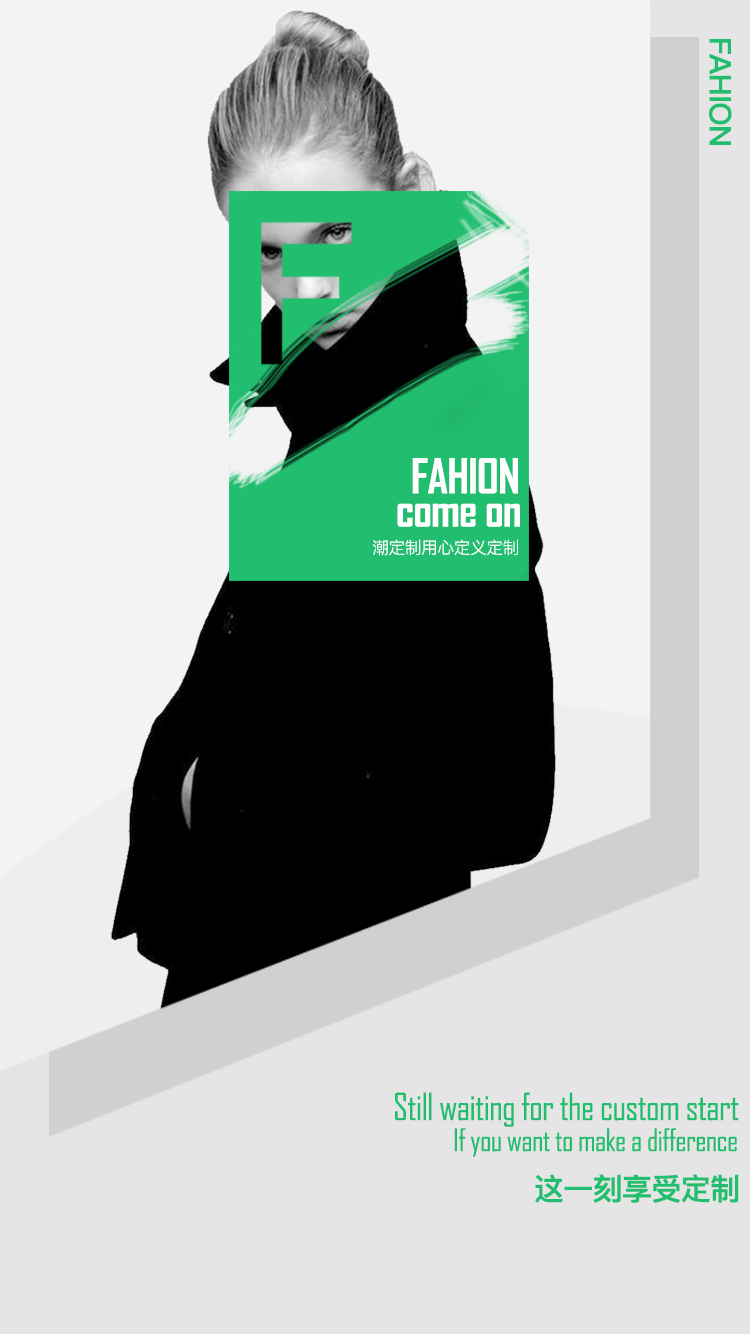 FAHION
F
FAHION
come on
潮定制用心定义定制
Still waiting for the custom start
If you want to make a difference
这一刻享受定制